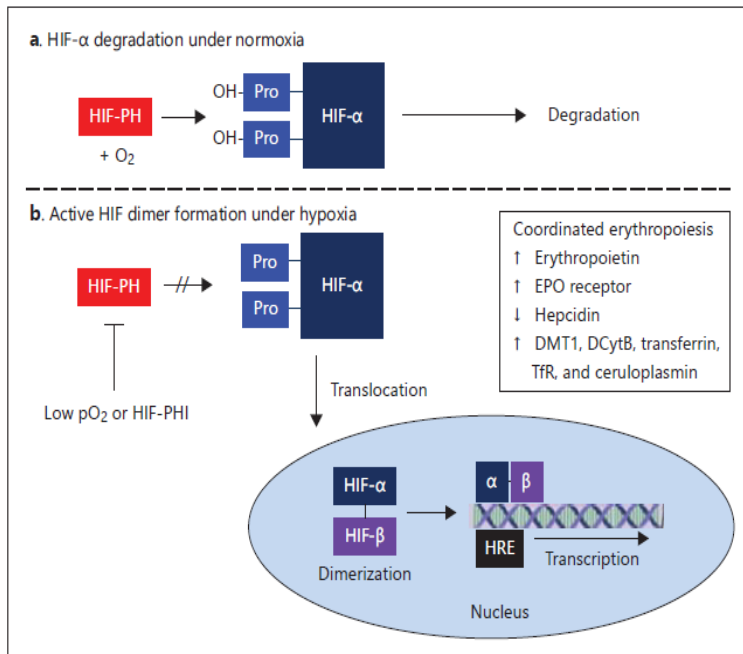 a. HIF-α degradation under normoxia
HIF-PH
+ O₂
OH-
Pro
OH-
Pro
HIF-α
Degradation
b. Active HIF dimer formation under hypoxia
HIF-PH
Pro
Pro
HIF-α
Low pO₂ or HIF-PHI
Coordinated erythropoiesis
↑ Erythropoietin
↑ EPO receptor
↓ Hepcidin
↑ DMT1, DCytB, transferrin,
TfR, and ceruloplasmin
Translocation
HIF-α
HIF-β
Dimerization
α
β
HRE
Transcription
Nucleus